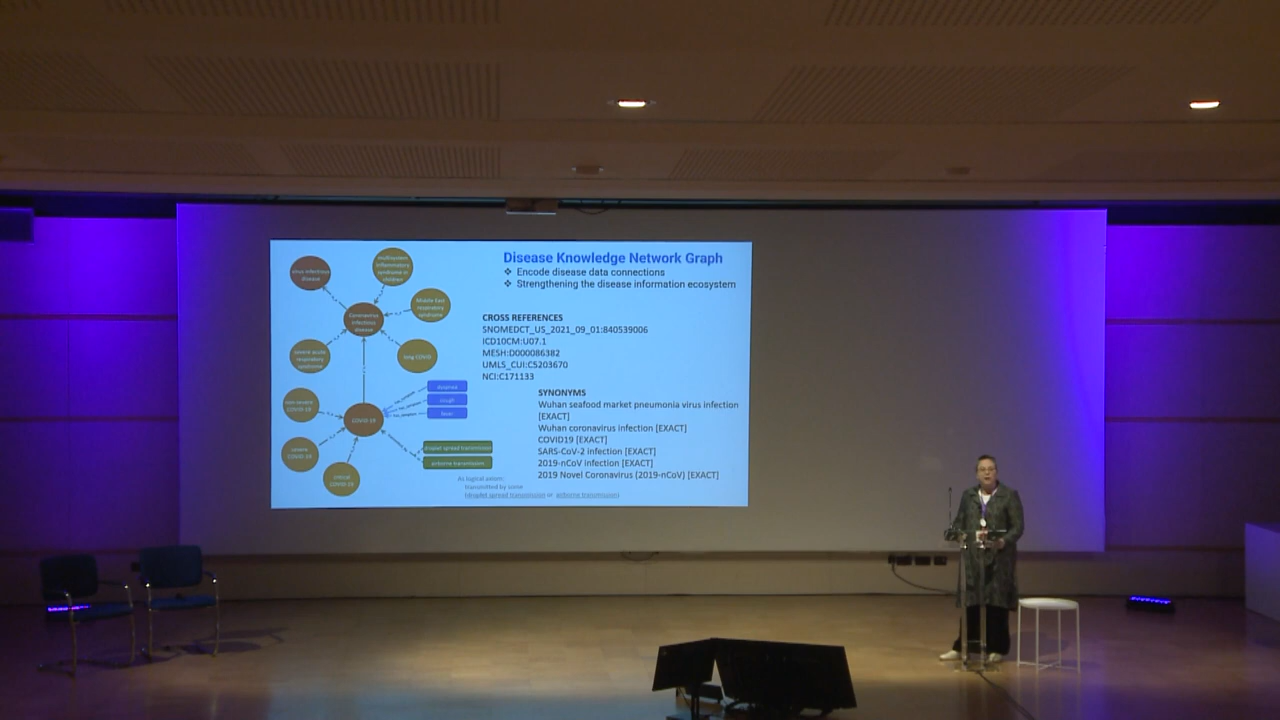 Disease Knowledge Network Graph
❖ Encode disease data connections
❖ Strengthening the disease information ecosystem
virus infectious
disease
multisystem
inflammatory
syndrome in
children
Middle East
respiratory
syndrome
Coronavirus
infectious
disease
severe acute
respiratory
syndrome
long COVID
CROSS REFERENCES
SNOMEDCT_US_2021_09_01:840539006
ICD10CM:U07.1
MESH:D000086382
UMLS_CUI:C5203670
NCI:C171133
dyspnea
cough
fever
has_symptom
has_symptom
has_symptom
non-severe
COVID-19
COVID-19
severe
COVID-19
critical
COVID-19
droplet spread transmission
airborne transmission
As logical axiom:
Transmitted by some
(droplet spread transmission or airborne transmission)
SYNONYMS
Wuhan seafood market pneumonia virus infection
[EXACT]
Wuhan coronavirus infection [EXACT]
COVID19 [EXACT]
SARS-CoV-2 infection [EXACT]
2019-nCoV infection [EXACT]
2019 Novel Coronavirus (2019-nCoV) [EXACT]